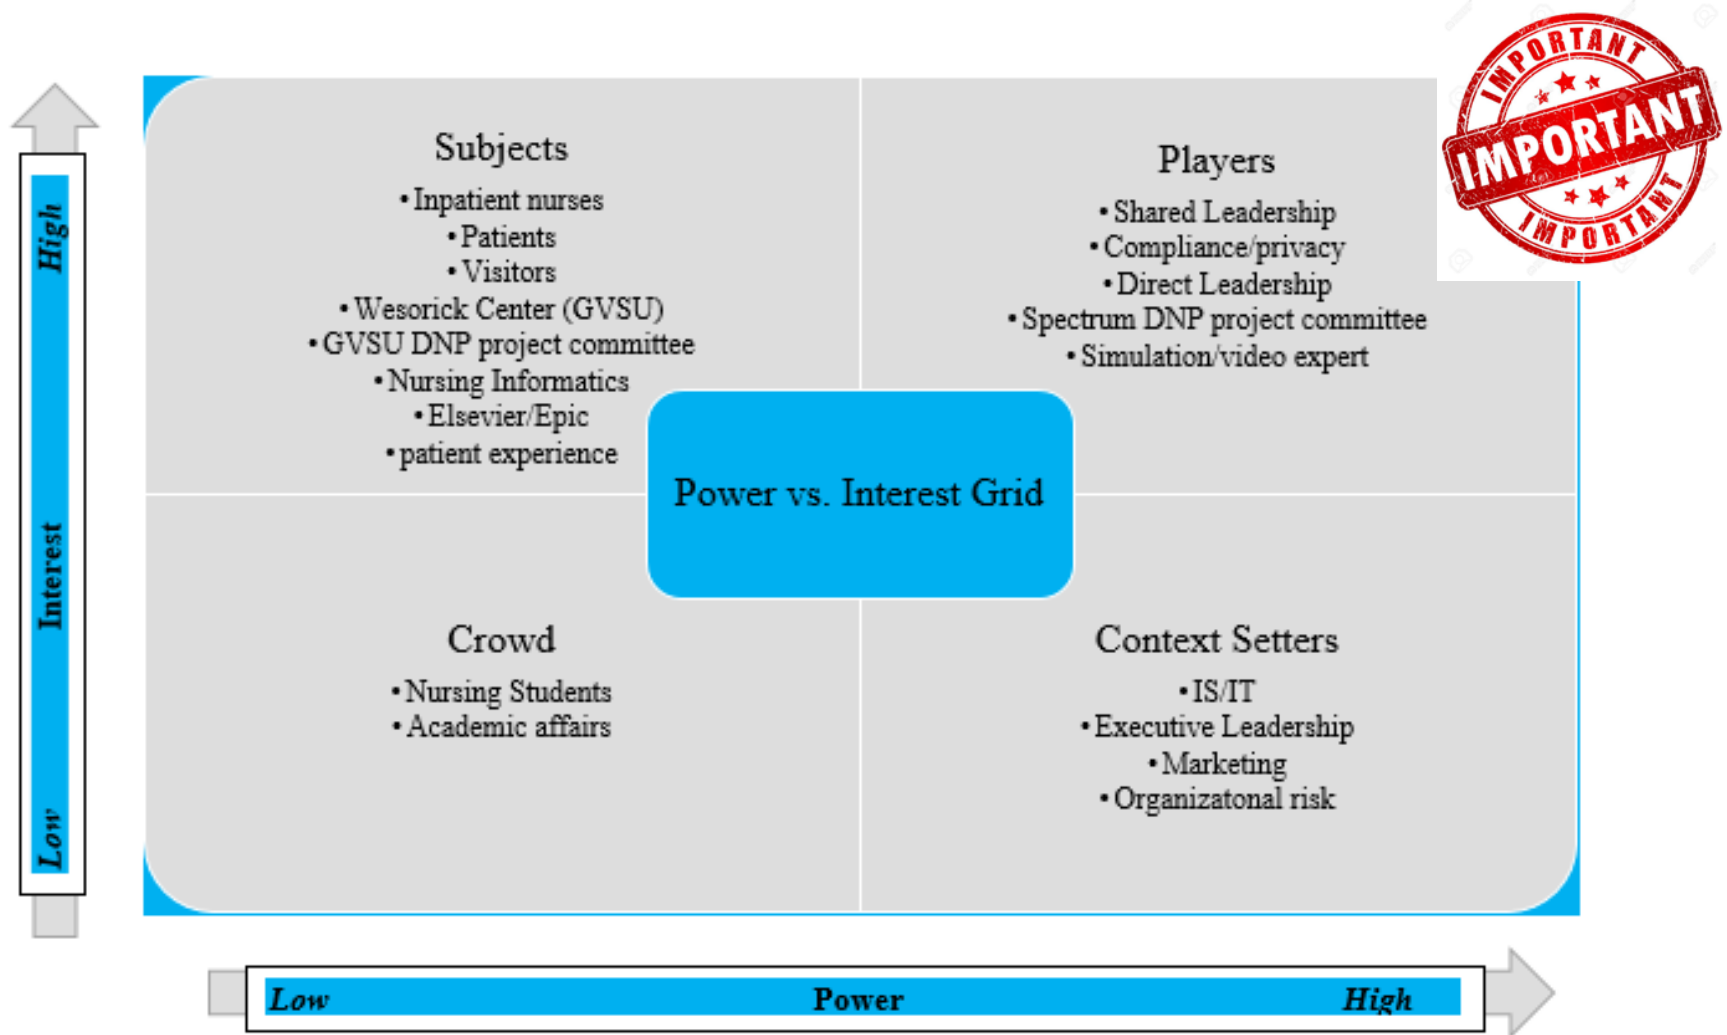 IMPORTANT
IMPORTANT
IMPORTANT
Subjects
•Inpatient nurses
•Patients
•Visitors
•Wesorick Center (GVSU)
•GVSU DNP project committee
•Nursing Informatics
•Elsevier/Epic
•patient experience
Players
•Shared Leadership
•Compliance/privacy
•Direct Leadership
•Spectrum DNP project committee
•Simulation/video expert
Power vs. Interest Grid
Crowd
•Nursing Students
•Academic affairs
Context Setters
•IS/IT
•Executive Leadership
•Marketing
•Organizatonal risk
High
Interest
Low
Low
Power
High